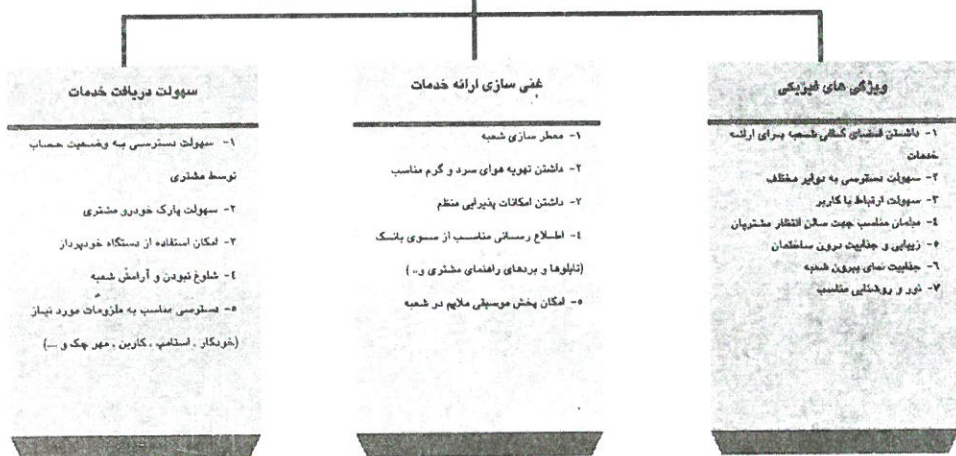 ویژگی های فیزیکی
۱- داشتن فضای کافی شعبه برای ارائه
خدمات
۲- سهولت دسترسی به دوایر مختلف
۳- سهولت ارتباط با کاربر
۴- مبلمان مناسب جهت سالن انتظار مشتریان
۵- زیبایی و جذابیت درون ساختمان
۶- جذابیت نمای بیرون شعبه
۷- نور و روشنایی مناسب
غنی سازی ارائه خدمات
۱- معطر سازی شعبه
۲- داشتن تهویه هوای سرد و گرم مناسب
۳- داشتن امکانات پذیرایی منظم
۴- اطلاع رسانی مناسب از سوی بانک
(تابلوها و بردهای راهنمای مشتری و.. )
۵- امکان پخش موسیقی ملایم در شعبه
سهولت دریافت خدمات
۱- سهولت دسترسی به وضعیت حساب
توسط مشتری
۲- سهولت پارک خودرو مشتری
۳- امکان استفاده از دستگاه خودپرداز
۴- شلوغ نبودن و آرامش شعبه
۵- دسترسی مناسب به ملزومات مورد نیاز
(خودکار ، استامپ ، کاربن ، مهر چک و ...)